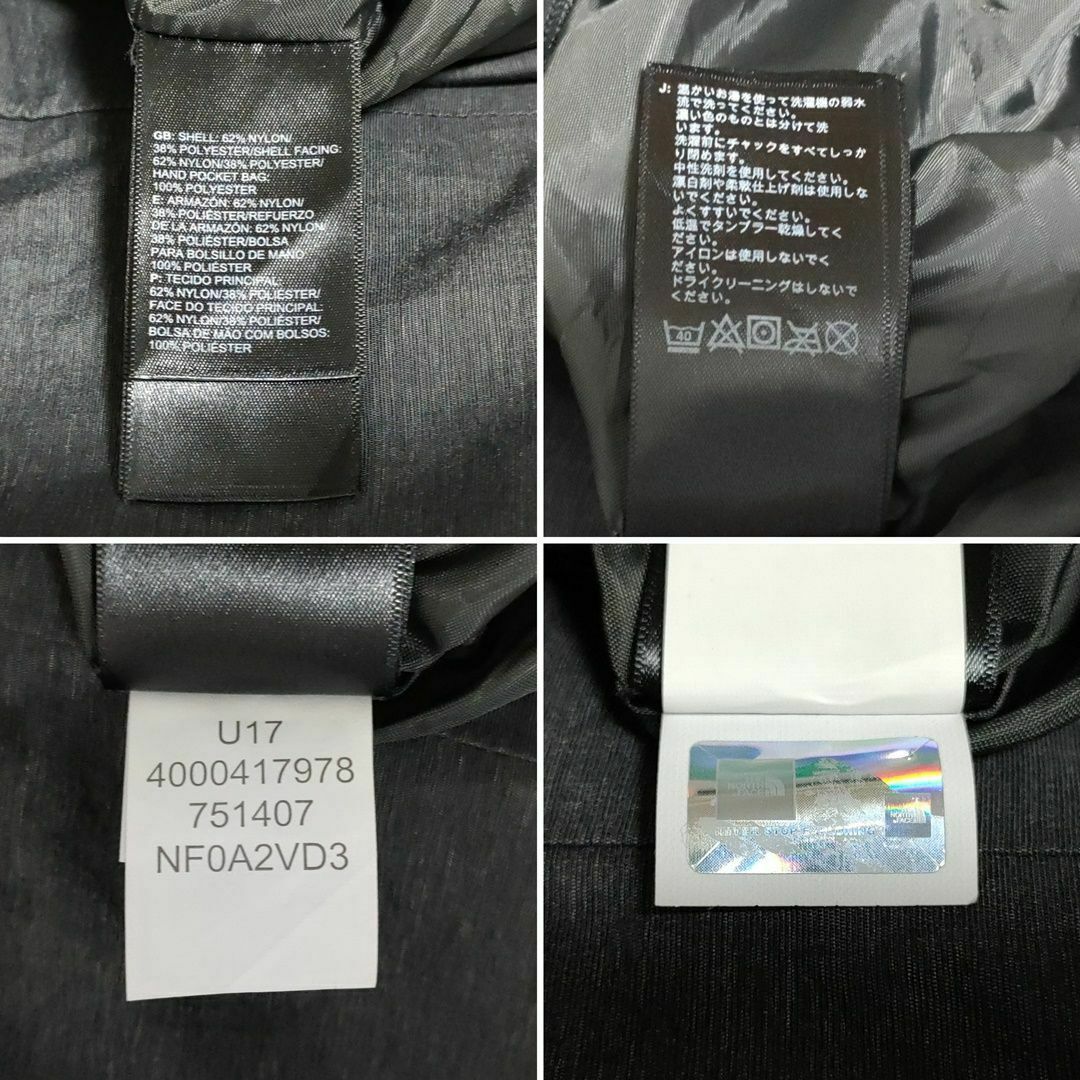 GB: SHELL: 62% NYLON/
38% POLYESTER/SHELL FACING:
62% NYLON/38% POLYESTER/
HAND POCKET BAG:
100% POLYESTER
E: ARMAZÓN: 62% NYLON/
38% POLIÉSTER/REFUERZO
DE LA ARMAZÓN: 62% NYLON/
38% POLIÉSTER/BOLSA
PARA BOLSILLO DE MANO:
100% POLIÉSTER
P: TECIDO PRINCIPAL:
62% NYLON/38% POLIÉSTER/
FACE DO TECIDO PRINCIPAL:
62% NYLON/38% POLIÉSTER/
BOLSA DE MÃO COM BOLSOS:
100% POLIÉSTER
J:温かいお湯を使って洗濯機の弱水
流で洗ってください。
濃い色のものとは分けて洗
います。
洗濯前にチャックをすべてしっか
り閉めます。
中性洗剤を使用してください。
漂白剤や柔軟仕上げ剤は使用しな
いでください。
よくすすいでください。
低温でタンブラー乾燥してく
ださい。
アイロンは使用しないでく
ださい。
ドライクリーニングはしないで
ください。
40
U17
4000417978
751407
NF0A2VD3
NORTH
FACE
STOP
NORTH
FACE